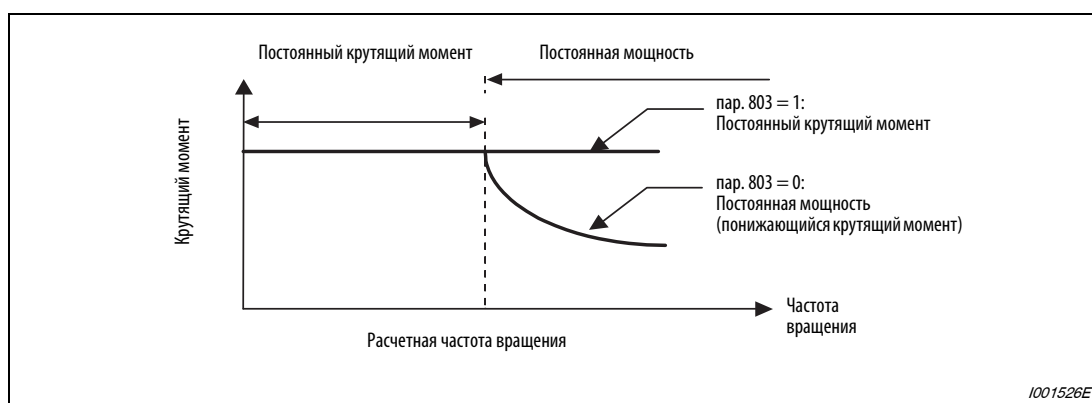 Постоянный крутящий момент
Постоянная мощность
пар. 803 = 1:
Постоянный крутящий момент
Крутящий момент
пар. 803 = 0:
Постоянная мощность
(понижающийся крутящий момент)
Частота
вращения
Расчетная частота вращения
I001526E